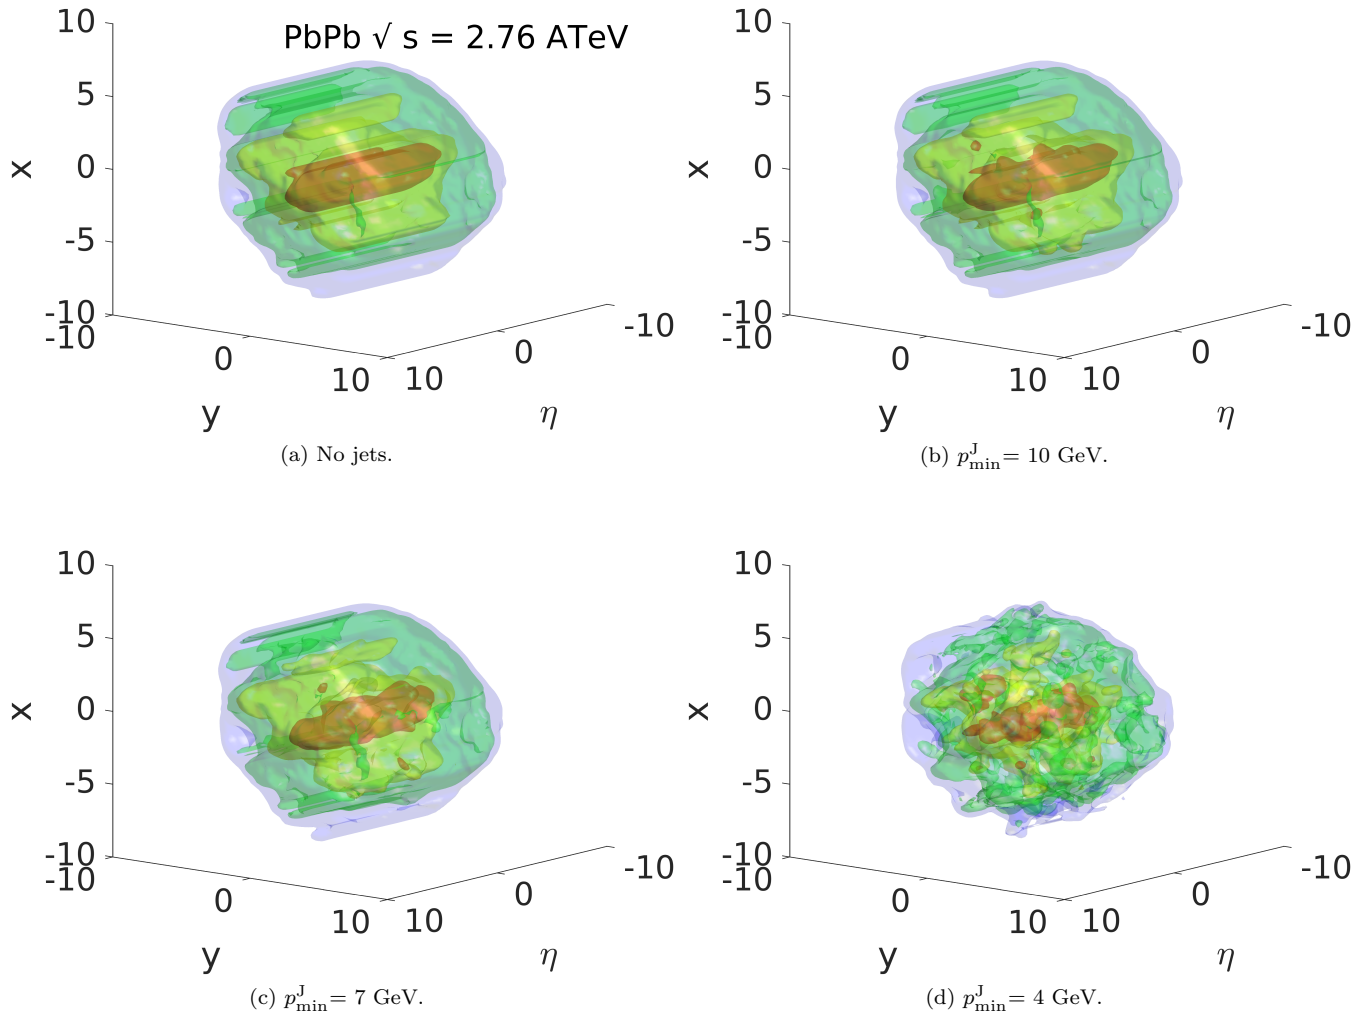 PbPb √ s = 2.76 ATeV
10
5
0
-5
-10
x
-10
0
10
y
10
0
-10
η
(a) No jets.
10
5
0
-5
-10
x
-10
0
10
y
10
0
-10
η
(b) p^J_min = 10 GeV.
10
5
0
-5
-10
x
-10
0
10
y
10
0
-10
η
(c) p^J_min = 7 GeV.
10
5
0
-5
-10
x
-10
0
10
y
10
0
-10
η
(d) p^J_min = 4 GeV.